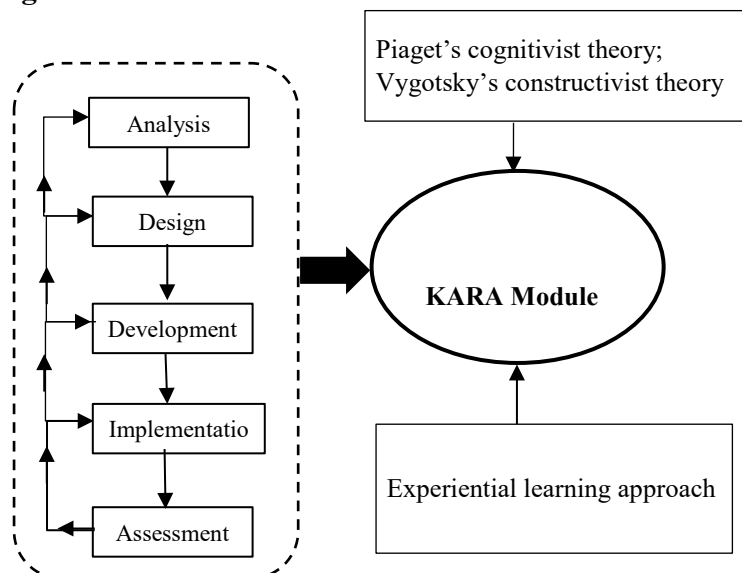 Piaget's cognitivist theory;
Vygotsky's constructivist theory
Analysis
Design
Development
Implementatio
Assessment
KARA Module
Experiential learning approach